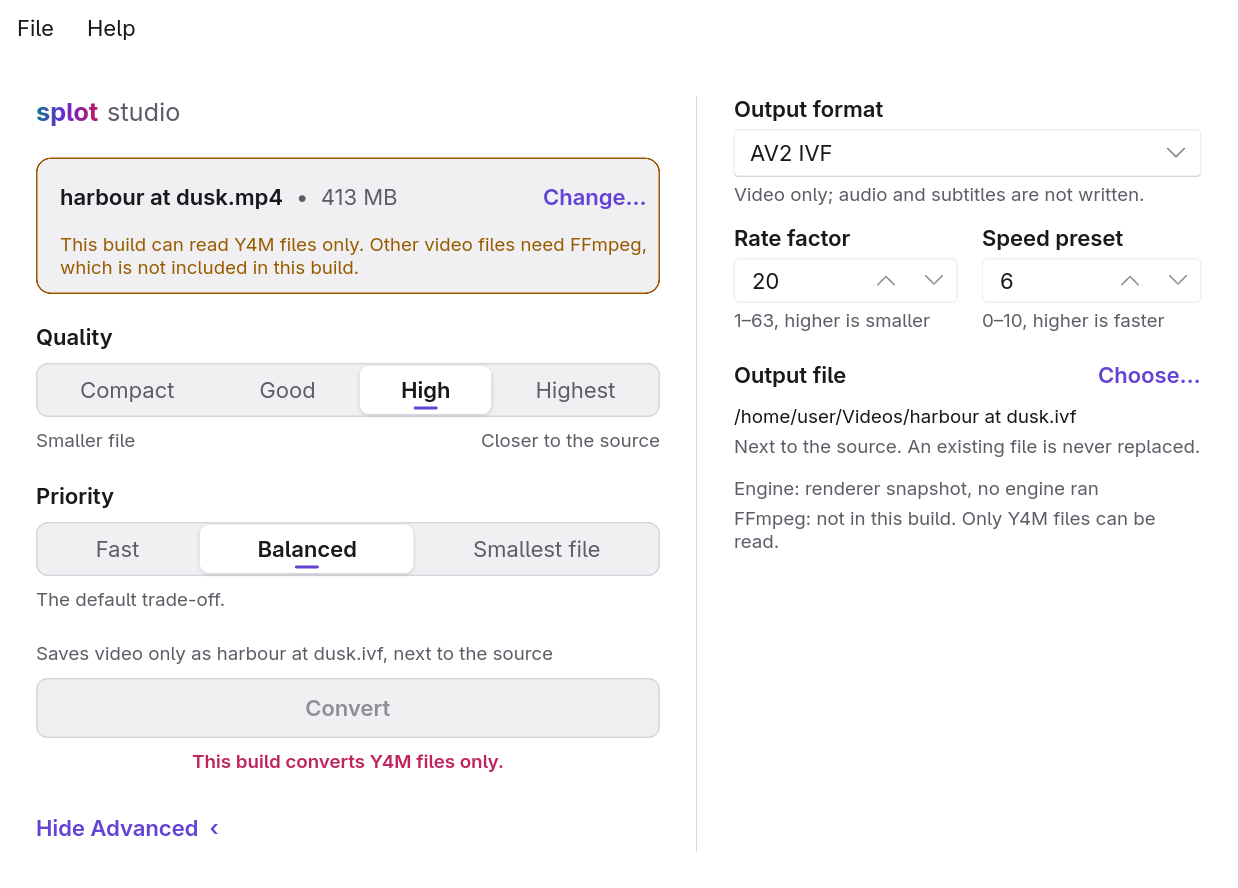 File Help
splot studio
harbour at dusk.mp4 • 413 MB Change...
This build can read Y4M files only. Other video files need FFmpeg,
which is not included in this build.
Quality
Compact Good High Highest
Smaller file Closer to the source
Priority
Fast Balanced Smallest file
The default trade-off.
Saves video only as harbour at dusk.ivf, next to the source
Convert
This build converts Y4M files only.
Hide Advanced ‹
Output format
AV2 IVF
Video only; audio and subtitles are not written.
Rate factor Speed preset
20 6
1–63, higher is smaller 0–10, higher is faster
Output file Choose...
/home/user/Videos/harbour at dusk.ivf
Next to the source. An existing file is never replaced.
Engine: renderer snapshot, no engine ran
FFmpeg: not in this build. Only Y4M files can be
read.